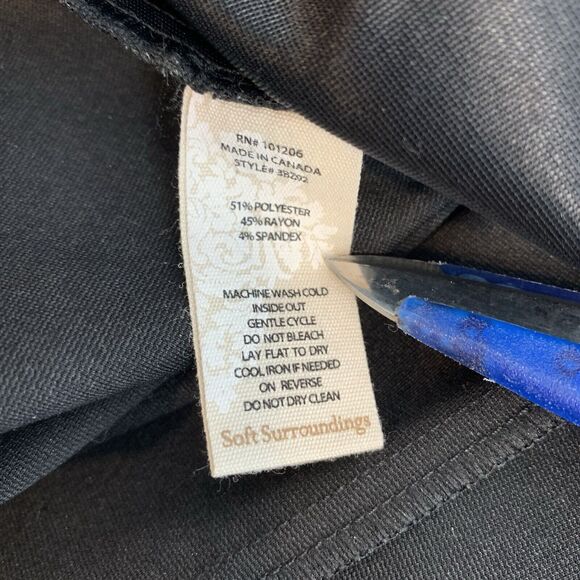 RN# 101206
MADE IN CANADA
STYLE# 3B292
51% POLYESTER
45% RAYON
4% SPANDEX
MACHINE WASH COLD
INSIDE OUT
GENTLE CYCLE
DO NOT BLEACH
LAY FLAT TO DRY
COOL IRON IF NEEDED
ON REVERSE
DO NOT DRY CLEAN
Soft Surroundings